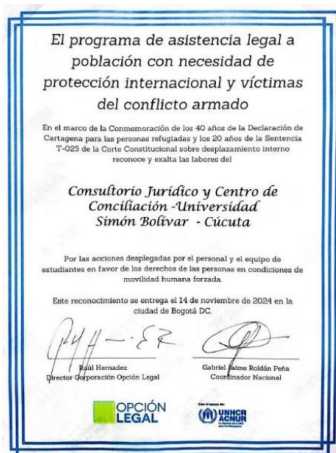 El programa de asistencia legal a
población con necesidad de
protección internacional y víctimas
del conflicto armado
En el marco de la Conmemoración de los 40 años de la Declaración de
Cartagena para las personas refugiadas y los 20 años de la Sentencia
T-025 de la Corte Constitucional sobre desplazamiento interno
reconoce y exalta las labores del
Consultorio Jurídico y Centro de
Conciliación -Universidad
Simón Bolívar - Cúcuta
Por las acciones desplegadas por el personal y el equipo de
estudiantes en favor de los derechos de las personas en condiciones de
movilidad humana forzada.
Este reconocimiento se entrega el 14 de noviembre de 2024 en la
ciudad de Bogotá DC.
Raúl Hernadez
Director Corporación Opción Legal
Gabriel Jaime Roldán Peña
Coordinador Nacional
OPCIÓN
LEGAL
Con el apoyo de:
UNHCR
ACNUR